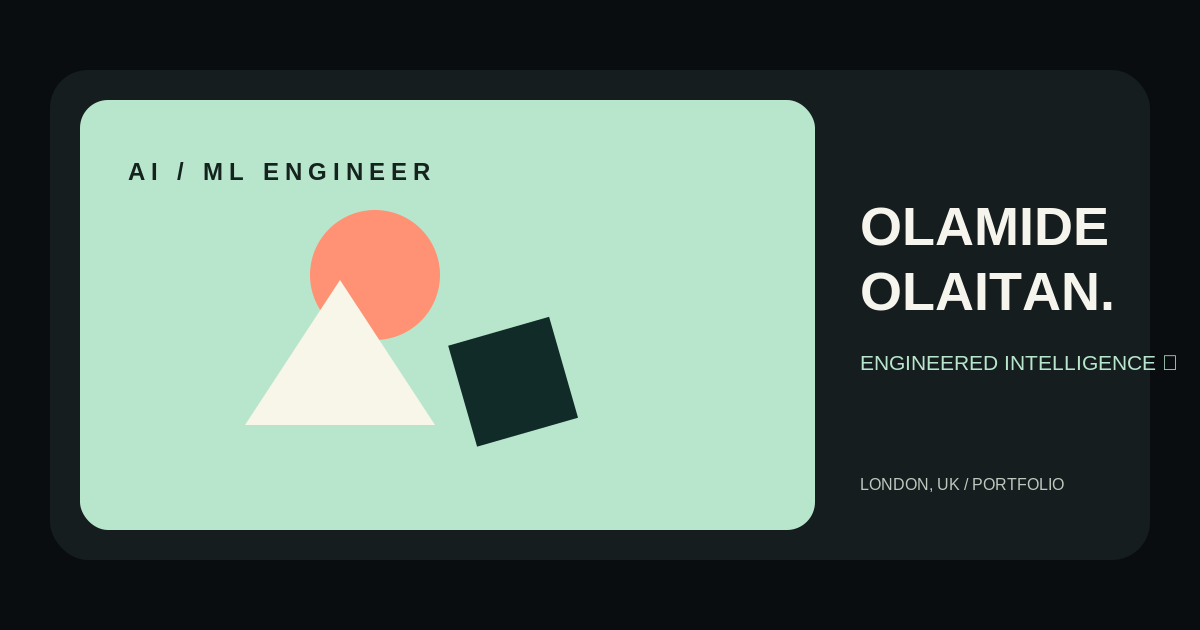 AI / ML ENGINEER
OLAMIDE
OLAITAN.
ENGINEERED INTELLIGENCE
LONDON, UK / PORTFOLIO